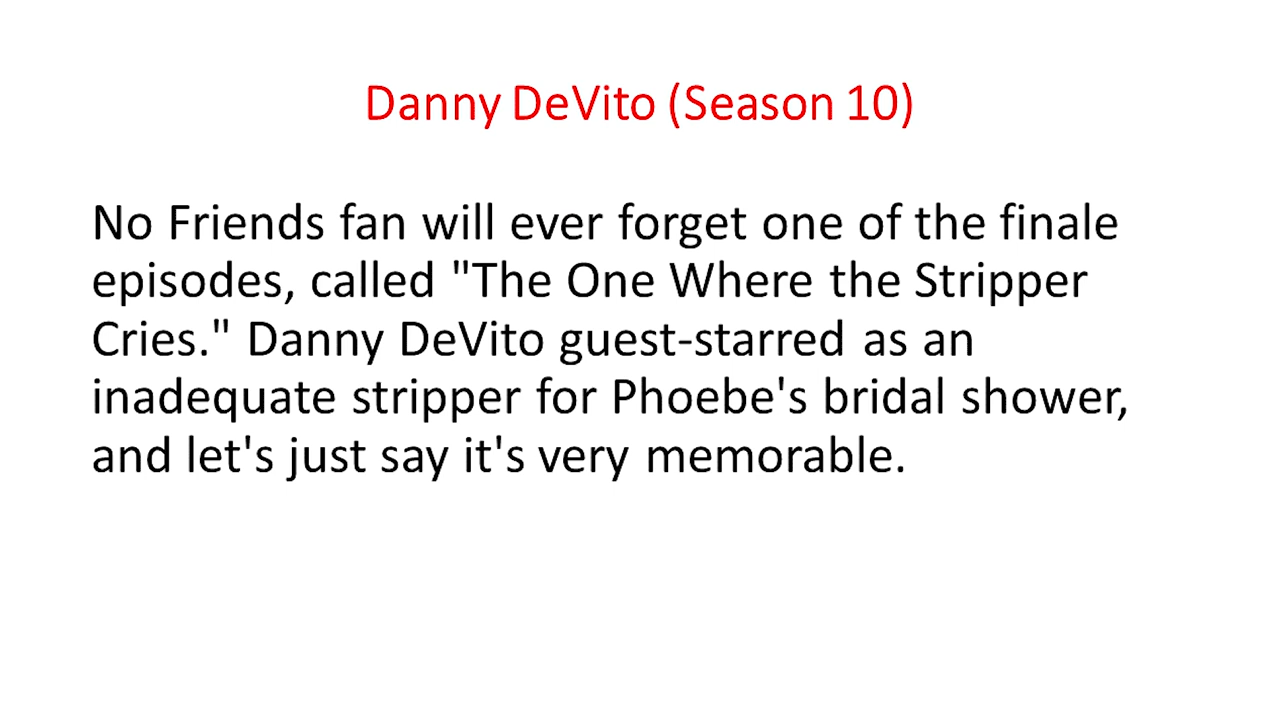 Danny DeVito (Season 10)
No Friends fan will ever forget one of the finale
episodes, called "The One Where the Stripper
Cries." Danny DeVito guest-starred as an
inadequate stripper for Phoebe's bridal shower,
and let's just say it's very memorable.